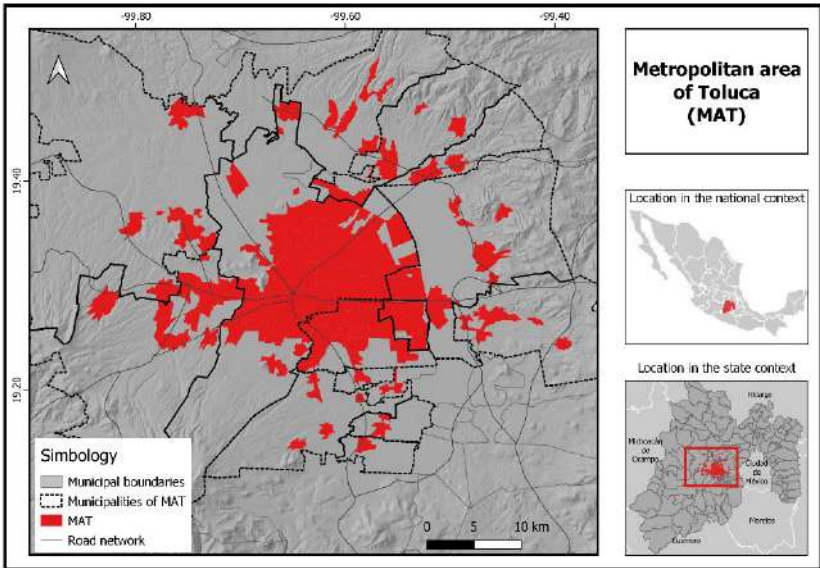 -99.80
-99.60
-99.40
19.40
19.20
Metropolitan area
of Toluca
(MAT)
Location in the national context
Location in the state context
Hidalgo
Michoacán
de
Ocampo
Ciudad
de
México
Morelos
Guerrero
Simbology
Municipal boundaries
Municipalities of MAT
MAT
Road network
0 5 10 km